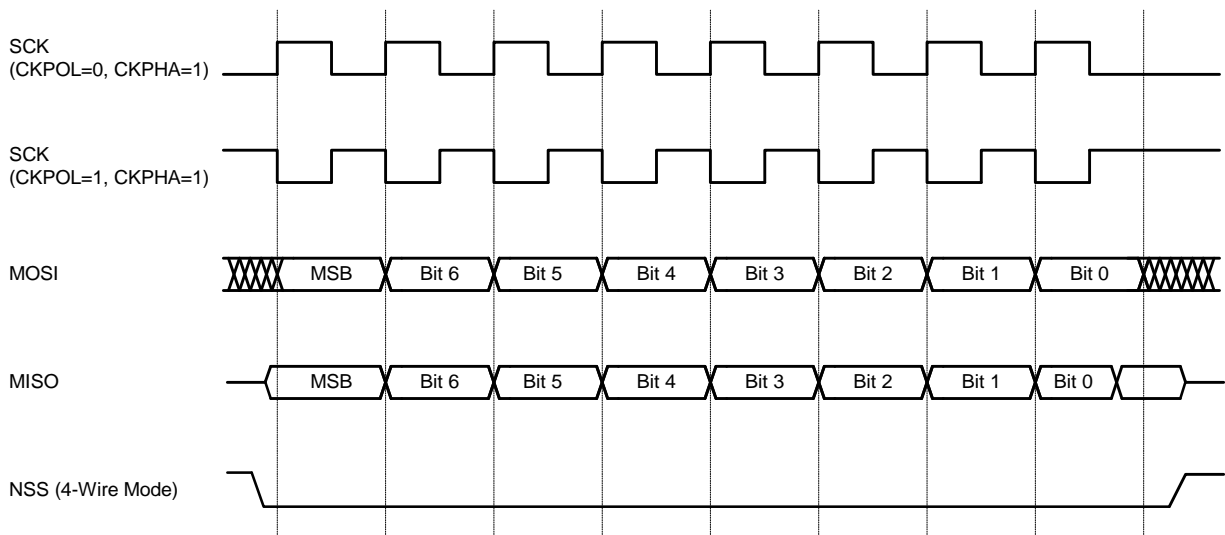 SCK
(CKPOL=0, CKPHA=1)
SCK
(CKPOL=1, CKPHA=1)
MOSI
MSB Bit 6 Bit 5 Bit 4 Bit 3 Bit 2 Bit 1 Bit 0
MISO
MSB Bit 6 Bit 5 Bit 4 Bit 3 Bit 2 Bit 1 Bit 0
NSS (4-Wire Mode)